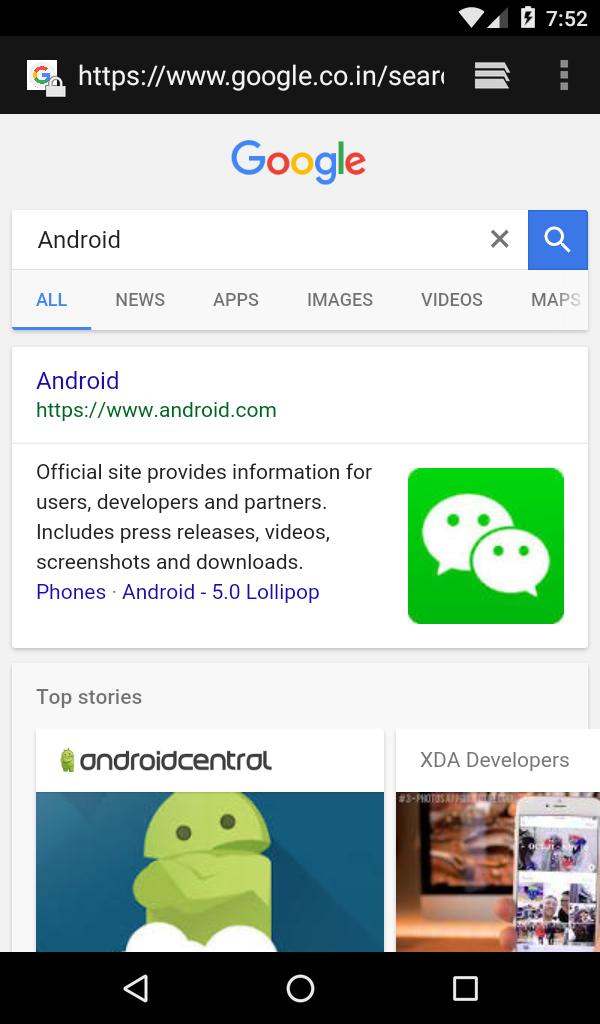 7:52
https://www.google.co.in/sear
Google
Android
ALL NEWS APPS IMAGES VIDEOS MAPS
Android
https://www.android.com
Official site provides information for
users, developers and partners.
Includes press releases, videos,
screenshots and downloads.
Phones · Android - 5.0 Lollipop
Top stories
androidcentral
XDA Developers